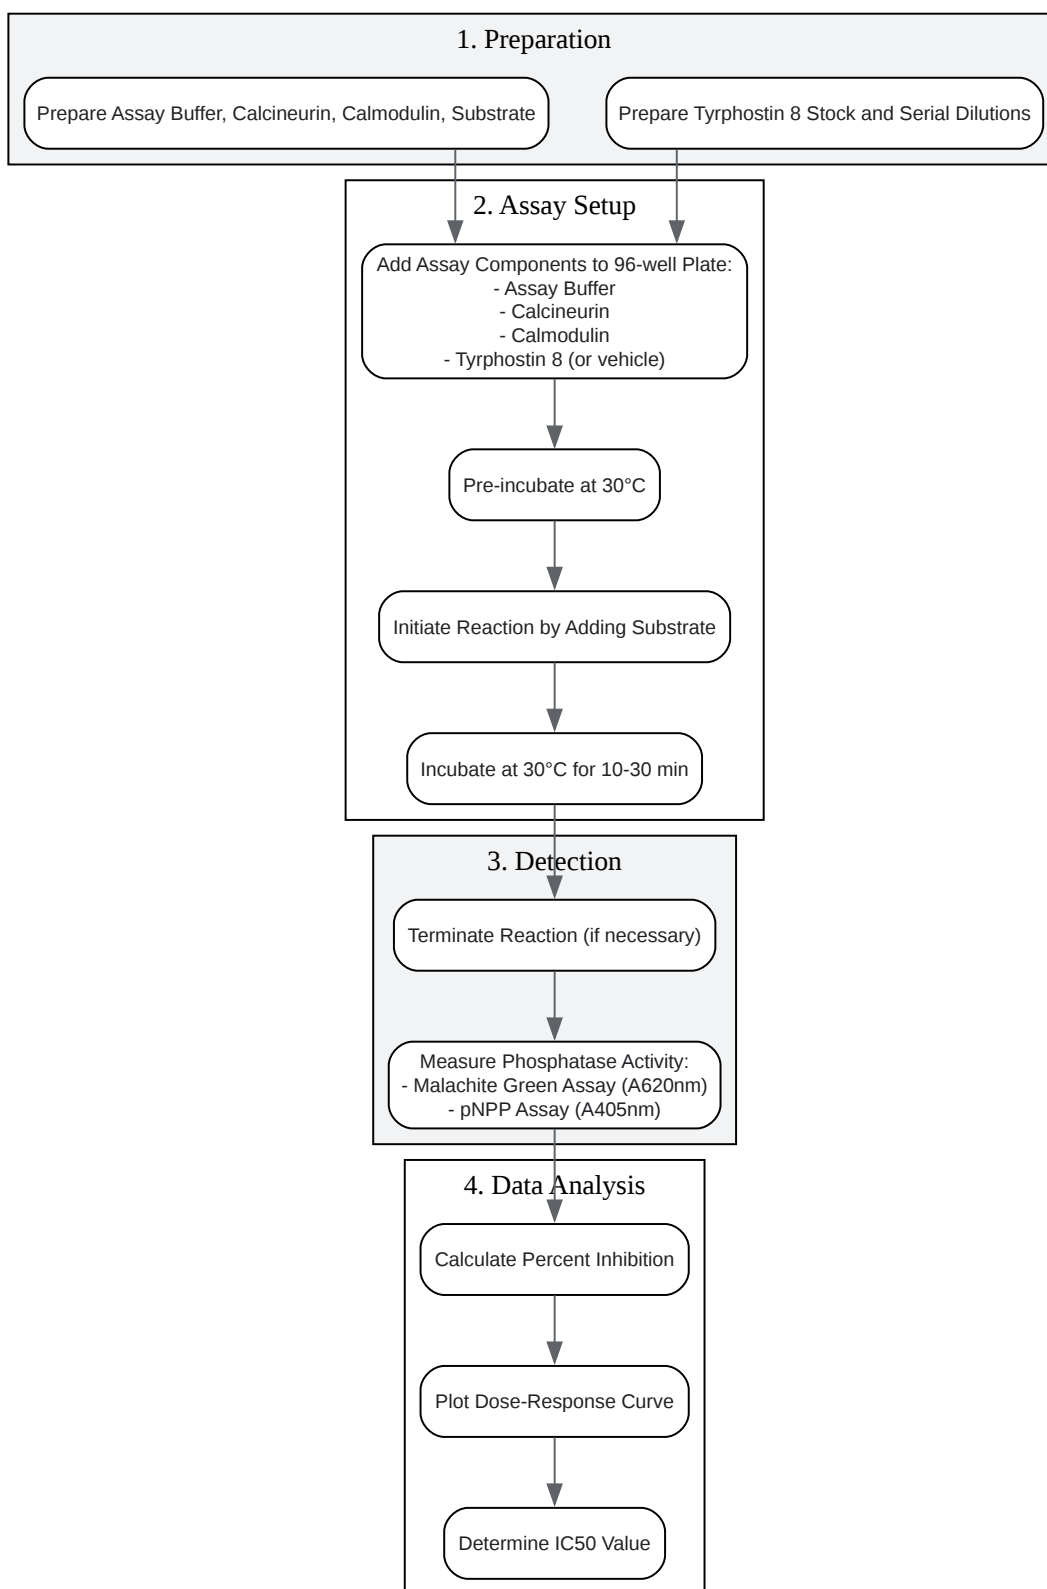 1. Preparation
Prepare Assay Buffer, Calcineurin, Calmodulin, Substrate
Prepare Tyrphostin 8 Stock and Serial Dilutions
2. Assay Setup
Add Assay Components to 96-well Plate:
- Assay Buffer
- Calcineurin
- Calmodulin
- Tyrphostin 8 (or vehicle)
Pre-incubate at 30°C
Initiate Reaction by Adding Substrate
Incubate at 30°C for 10-30 min
3. Detection
Terminate Reaction (if necessary)
Measure Phosphatase Activity:
- Malachite Green Assay (A620nm)
- pNPP Assay (A405nm)
4. Data Analysis
Calculate Percent Inhibition
Plot Dose-Response Curve
Determine IC50 Value